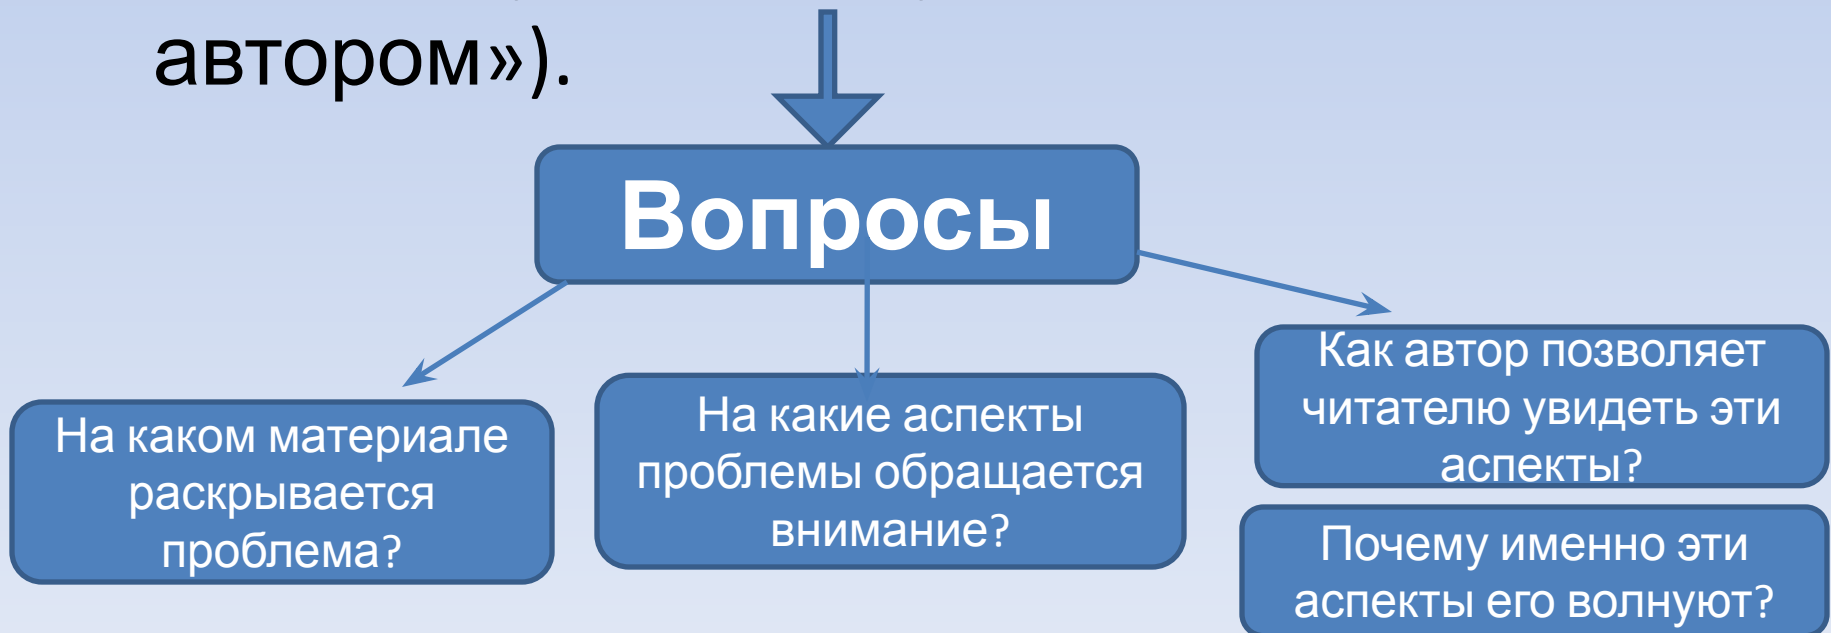 автором»).
Вопросы
На каком материале
раскрывается
проблема?
На какие аспекты
проблемы обращается
внимание?
Как автор позволяет
читателю увидеть эти
аспекты?
Почему именно эти
аспекты его волнуют?